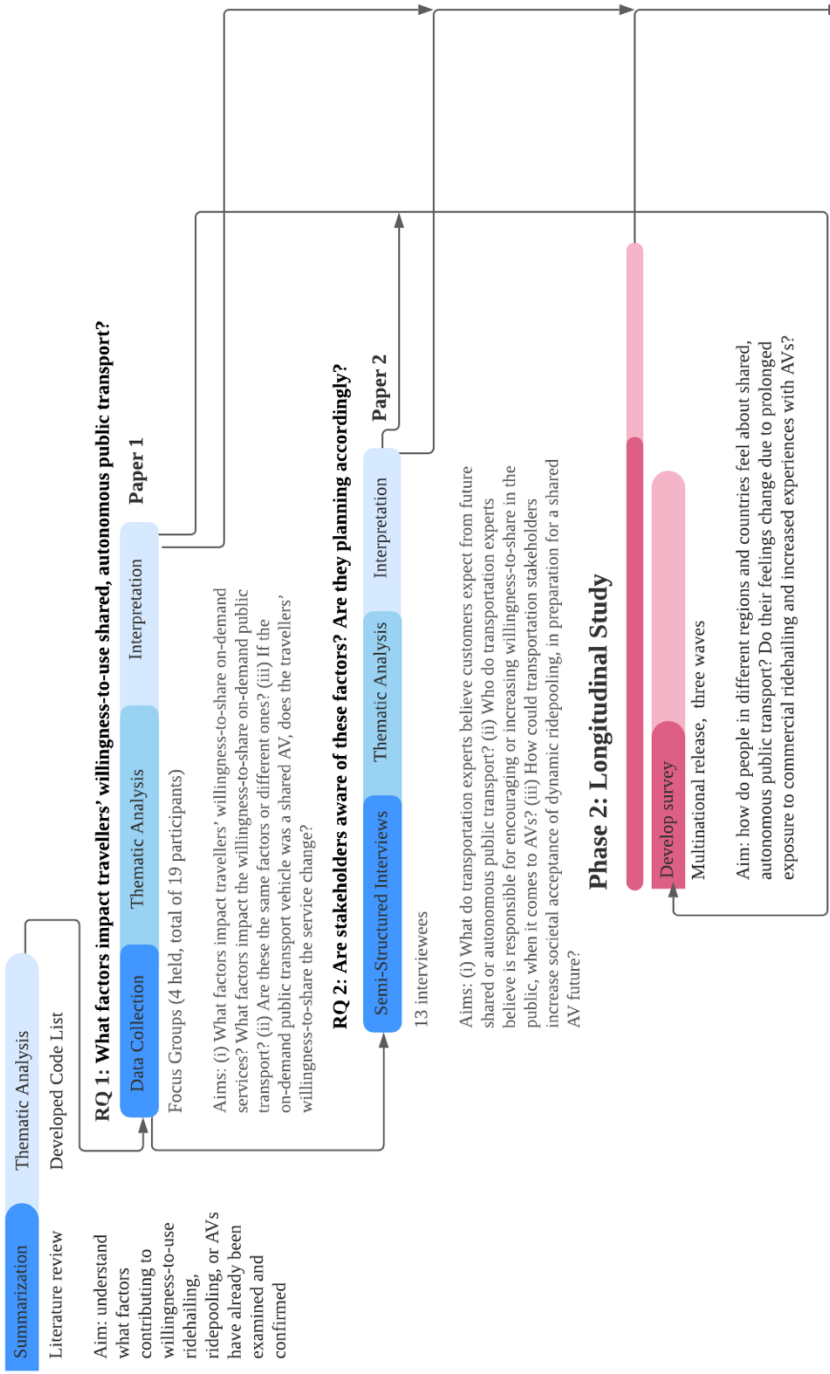 Summarization
Thematic Analysis
Literature review
Developed Code List
Aim: understand
what factors
contributing to
willingness-to-use
ridehailing,
ridepooling, or AVs
have already been
examined and
confirmed
RQ 1: What factors impact travellers' willingness-to-use shared, autonomous public transport?
Data Collection
Thematic Analysis
Interpretation
Paper 1
Focus Groups (4 held, total of 19 participants)
Aims: (i) What factors impact travellers' willingness-to-share on-demand
services? What factors impact the willingness-to-share on-demand public
transport? (ii) Are these the same factors or different ones? (iii) If the
on-demand public transport vehicle was a shared AV, does the travellers'
willingness-to-share the service change?
RQ 2: Are stakeholders aware of these factors? Are they planning accordingly?
Semi-Structured Interviews
Thematic Analysis
Interpretation
Paper 2
13 interviewees
Aims: (i) What do transportation experts believe customers expect from future
shared or autonomous public transport? (ii) Who do transportation experts
believe is responsible for encouraging or increasing willingness-to-share in the
public, when it comes to AVs? (iii) How could transportation stakeholders
increase societal acceptance of dynamic ridepooling, in preparation for a shared
AV future?
Phase 2: Longitudinal Study
Develop survey
Multinational release, three waves
Aim: how do people in different regions and countries feel about shared,
autonomous public transport? Do their feelings change due to prolonged
exposure to commercial ridehailing and increased experiences with AVs?